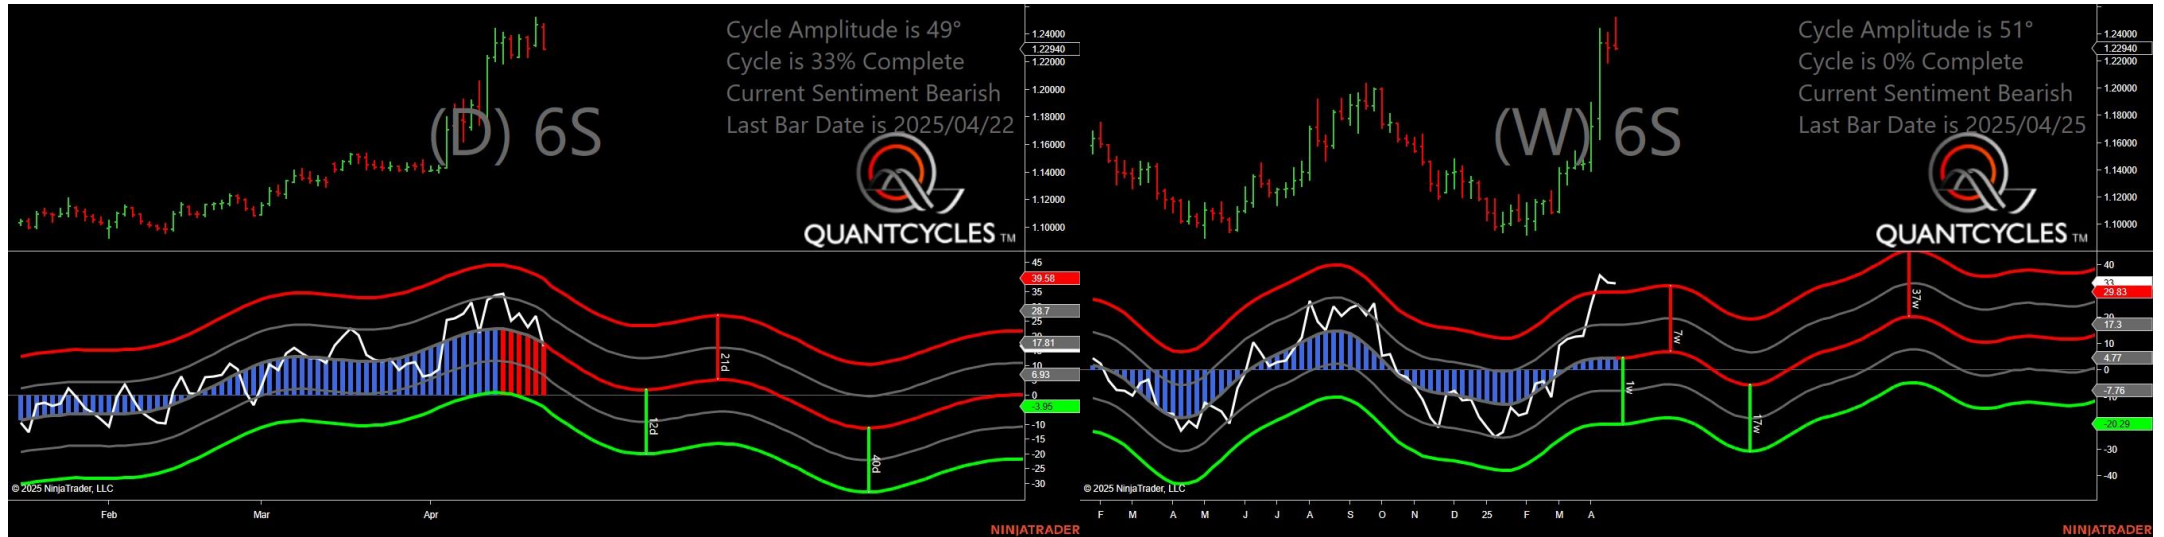 Cycle Amplitude is 49°
Cycle is 33% Complete
Current Sentiment Bearish
Last Bar Date is 2025/04/22
(D) 6S
QUANTCYCLES TM
1.24000
1.22940
1.22000
1.20000
1.18000
1.16000
1.14000
1.12000
1.10000
45
39.58
35
28.7
25
17.81
6.93
0
-3.95
-10
-15
-20
-25
-30
12d
21d
40d
© 2025 NinjaTrader, LLC
Feb Mar Apr
NINJATRADER
Cycle Amplitude is 51°
Cycle is 0% Complete
Current Sentiment Bearish
Last Bar Date is 2025/04/25
(W) 6S
QUANTCYCLES TM
1.24000
1.22940
1.22000
1.20000
1.18000
1.16000
1.14000
1.12000
1.10000
40
33
29.83
17.3
10
4.77
0
-7.76
-20.29
-30
-40
1w
7w
17w
37w
© 2025 NinjaTrader, LLC
F M A M J J A S O N D 25 F M A
NINJATRADER